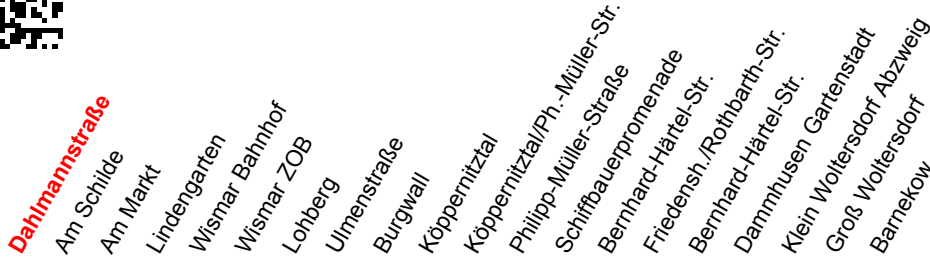 Dahlmannstraße
Am Schilde
Am Markt
Lindengarten
Wismar Bahnhof
Wismar ZOB
Lohberg
Ulmenstraße
Burgwall
Köppernitztal
Köppernitztal/Ph.-Müller-Str.
Philipp-Müller-Straße
Schiffbauerpromenade
Bernhard-Härtel-Str.
Friedensh./Rothbarth-Str.
Bernhard-Härtel-Str.
Dammhusen Gartenstadt
Klein Woltersdorf Abzweig
Groß Woltersdorf
Barnekow